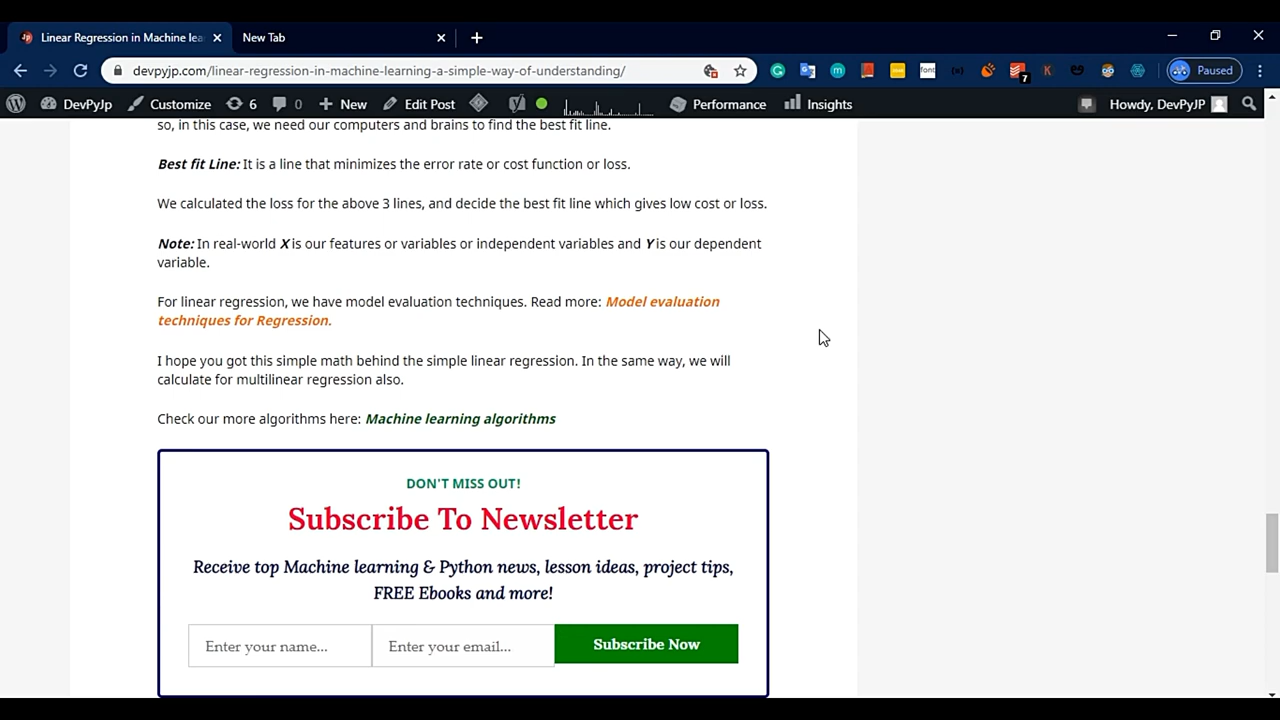 Linear Regression in Machine lea
New Tab
devpyjp.com/linear-regression-in-machine-learning-a-simple-way-of-understanding/
7
Paused
DevPyJp
Customize
6
0
New
Edit Post
Performance
Insights
Howdy, DevPyJP
so, in this case, we need our computers and brains to find the best fit line.
Best fit Line: It is a line that minimizes the error rate or cost function or loss.
We calculated the loss for the above 3 lines, and decide the best fit line which gives low cost or loss.
Note: In real-world X is our features or variables or independent variables and Y is our dependent
variable.
For linear regression, we have model evaluation techniques. Read more: Model evaluation
techniques for Regression.
I hope you got this simple math behind the simple linear regression. In the same way, we will
calculate for multilinear regression also.
Check our more algorithms here: Machine learning algorithms
DON'T MISS OUT!
Subscribe To Newsletter
Receive top Machine learning & Python news, lesson ideas, project tips,
FREE Ebooks and more!
Enter your name...
Enter your email...
Subscribe Now